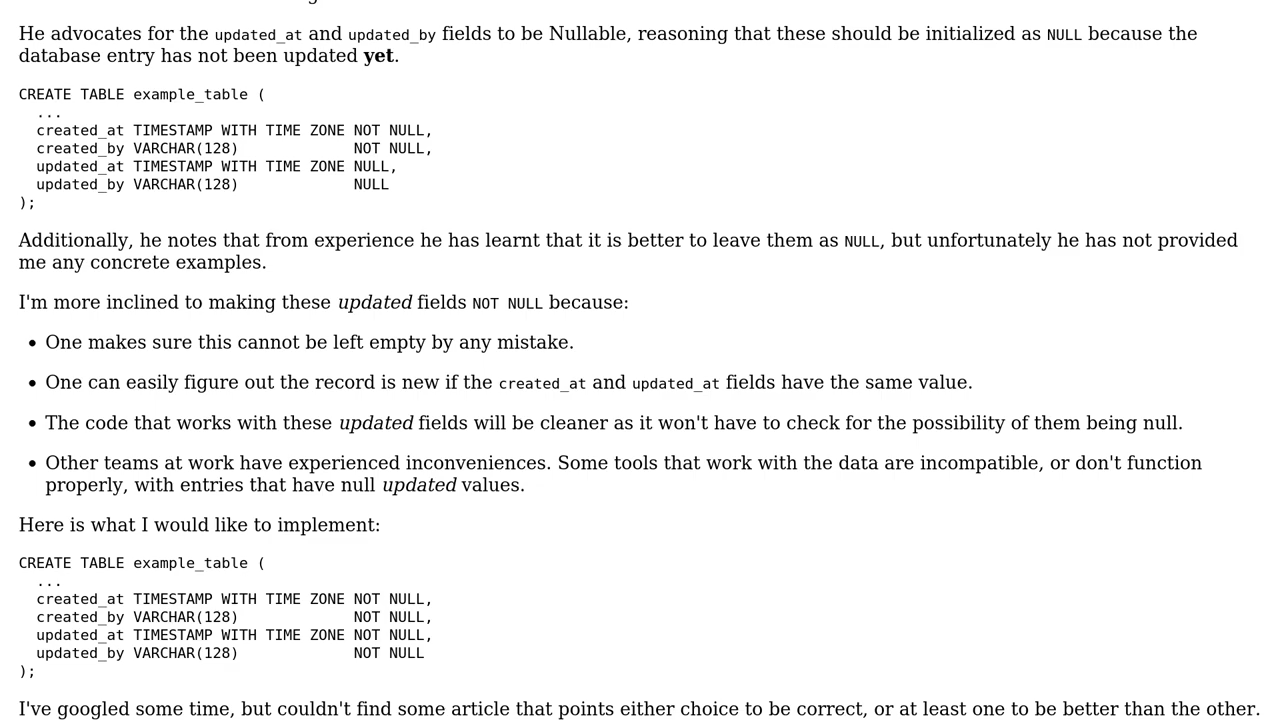 He advocates for the updated_at and updated_by fields to be Nullable, reasoning that these should be initialized as NULL because the
database entry has not been updated yet.
CREATE TABLE example_table (
  ...
  created_at TIMESTAMP WITH TIME ZONE NOT NULL,
  created_by VARCHAR(128)             NOT NULL,
  updated_at TIMESTAMP WITH TIME ZONE NULL,
  updated_by VARCHAR(128)             NULL
);
Additionally, he notes that from experience he has learnt that it is better to leave them as NULL, but unfortunately he has not provided
me any concrete examples.
I'm more inclined to making these updated fields NOT NULL because:
• One makes sure this cannot be left empty by any mistake.
• One can easily figure out the record is new if the created_at and updated_at fields have the same value.
• The code that works with these updated fields will be cleaner as it won't have to check for the possibility of them being null.
• Other teams at work have experienced inconveniences. Some tools that work with the data are incompatible, or don't function
properly, with entries that have null updated values.
Here is what I would like to implement:
CREATE TABLE example_table (
  ...
  created_at TIMESTAMP WITH TIME ZONE NOT NULL,
  created_by VARCHAR(128)             NOT NULL,
  updated_at TIMESTAMP WITH TIME ZONE NOT NULL,
  updated_by VARCHAR(128)             NOT NULL
);
I've googled some time, but couldn't find some article that points either choice to be correct, or at least one to be better than the other.